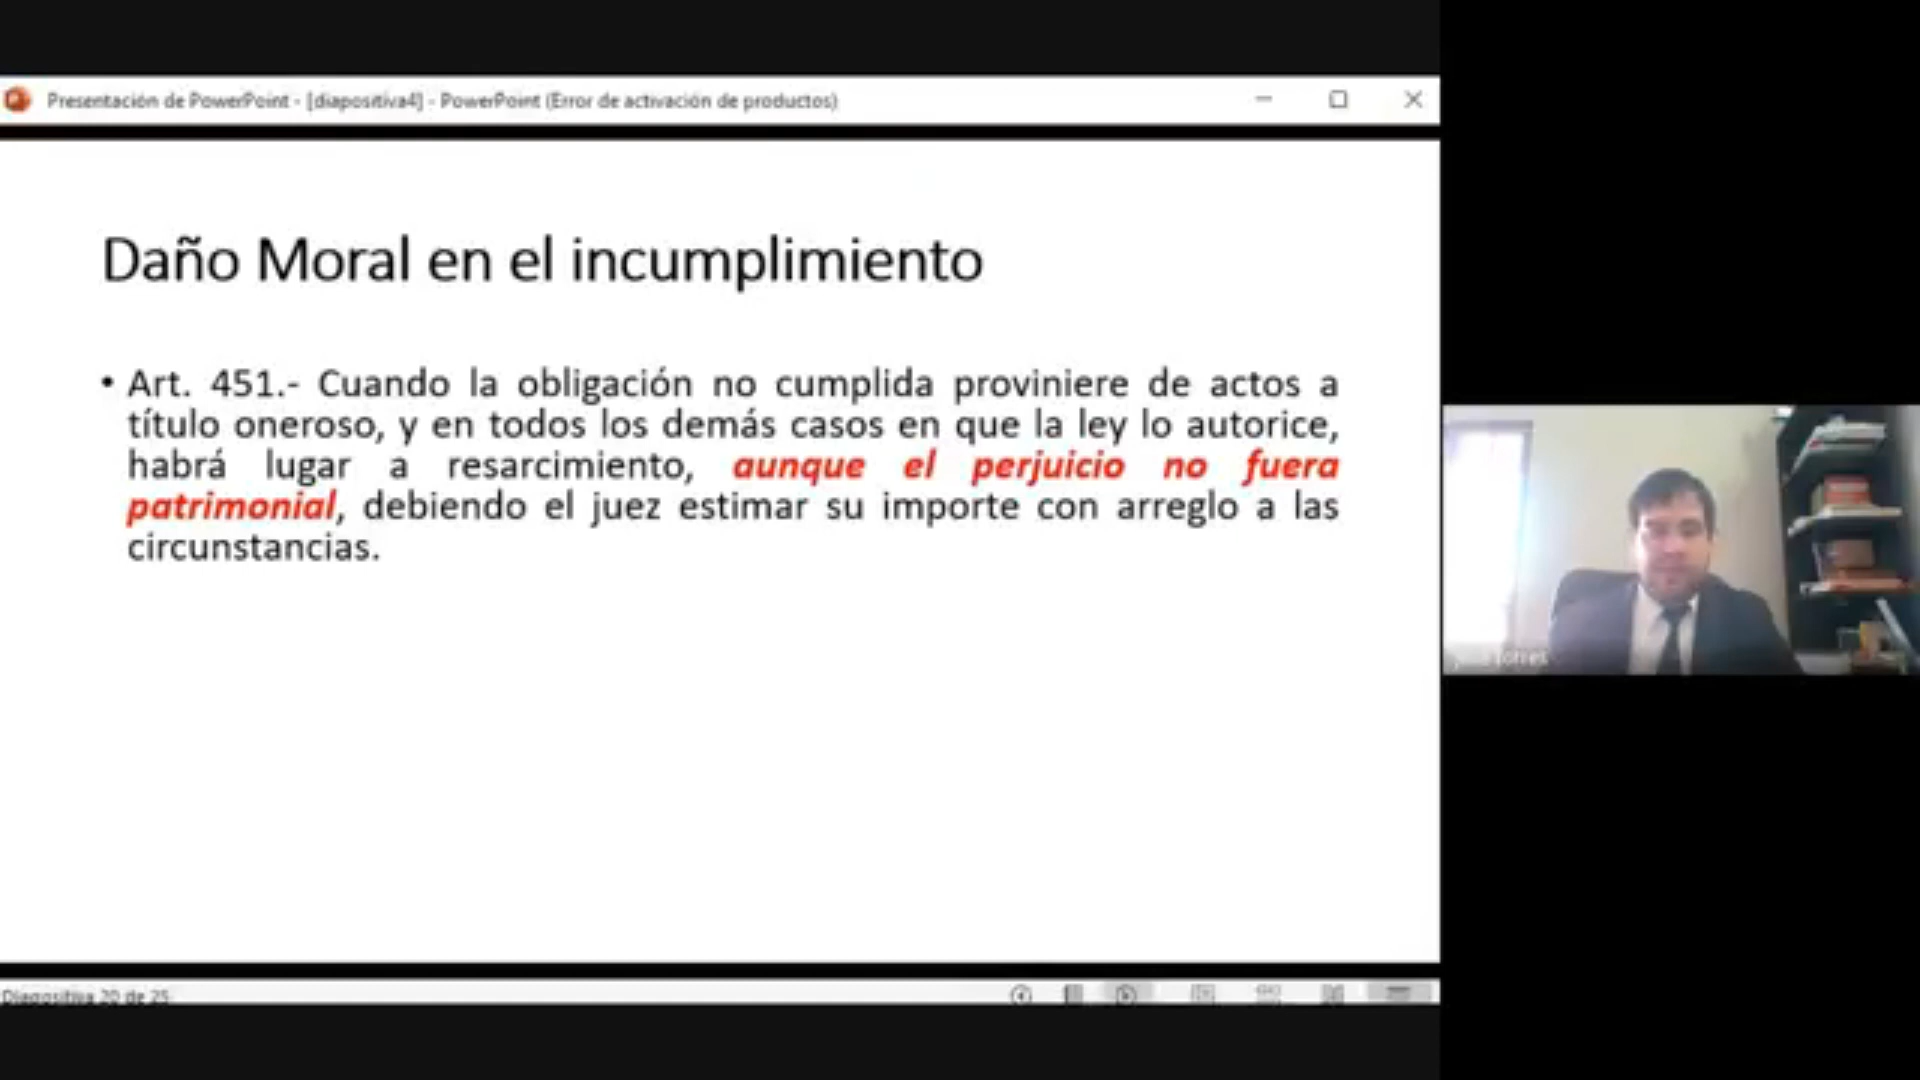 Presentación de PowerPoint - [diapositiva4] - PowerPoint (Error de activación de productos)
Daño Moral en el incumplimiento
• Art. 451.- Cuando la obligación no cumplida proviniere de actos a
título oneroso, y en todos los demás casos en que la ley lo autorice,
habrá lugar a resarcimiento, aunque el perjuicio no fuera
patrimonial, debiendo el juez estimar su importe con arreglo a las
circunstancias.
Torres
Diapositiva 20 de 25